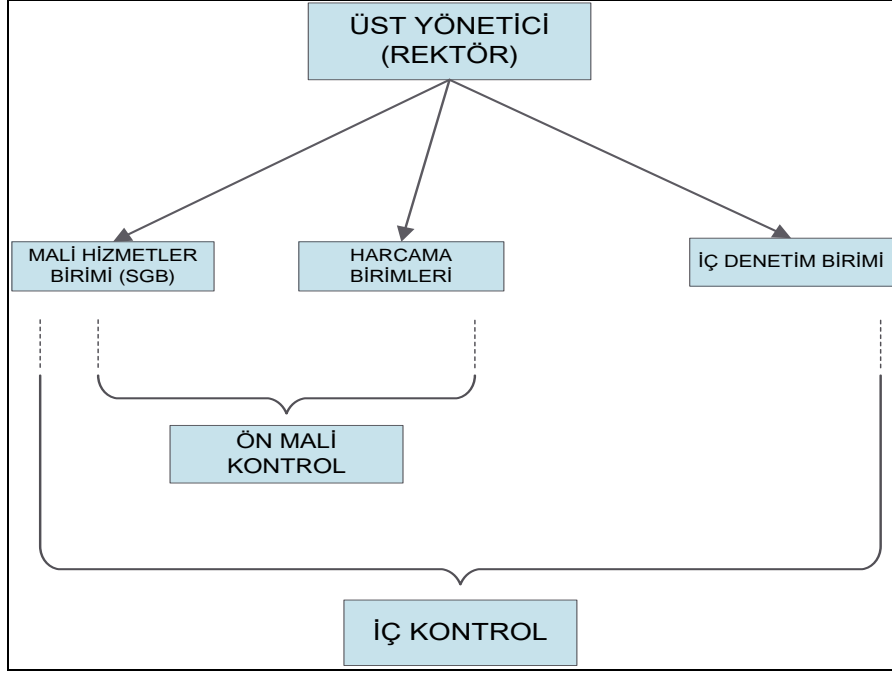 ÜST YÖNETİCİ
(REKTÖR)
MALİ HİZMETLER
BİRİMİ (SGB)
HARCAMA
BİRİMLERİ
İÇ DENETİM BİRİMİ
ÖN MALİ
KONTROL
İÇ KONTROL